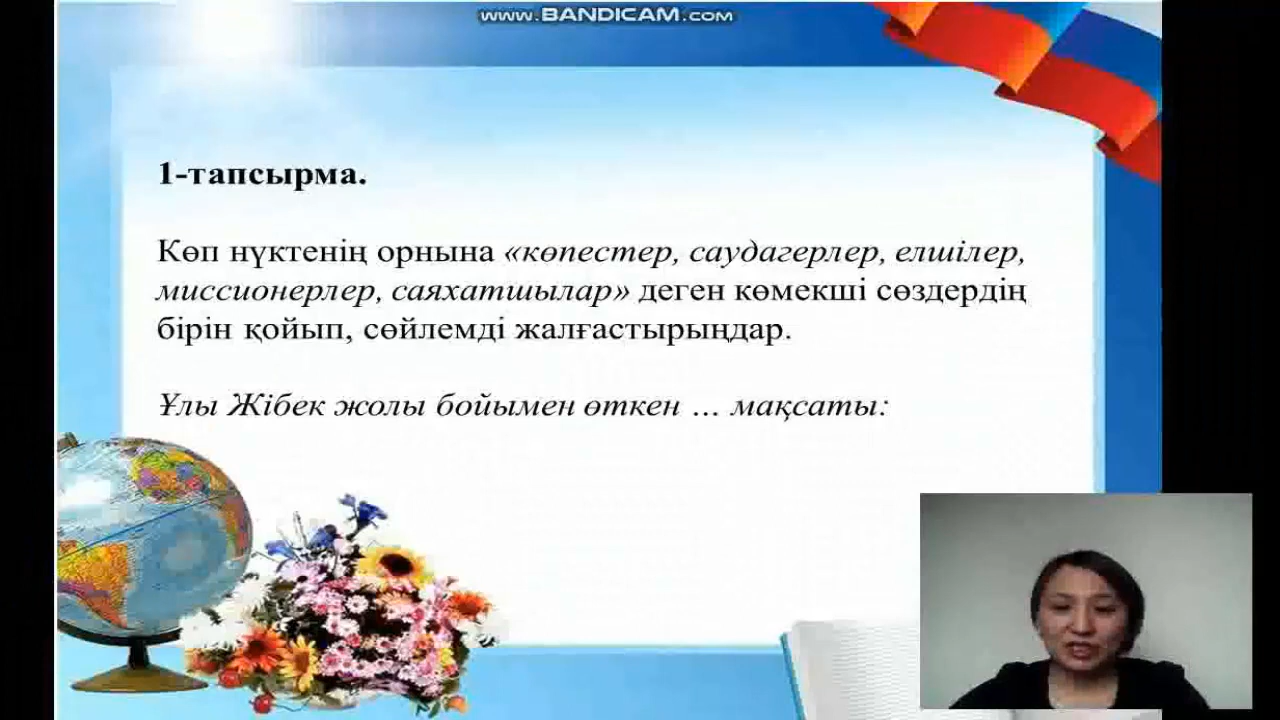 www.BANDICAM.com
1-тапсырма.
Көп нүктенің орнына «көпестер, саудагерлер, елшілер,
миссионерлер, саяхатшылар» деген көмекші сөздердің
бірін қойып, сөйлемді жалғастырыңдар.
Ұлы Жібек жолы бойымен өткен … мақсаты: